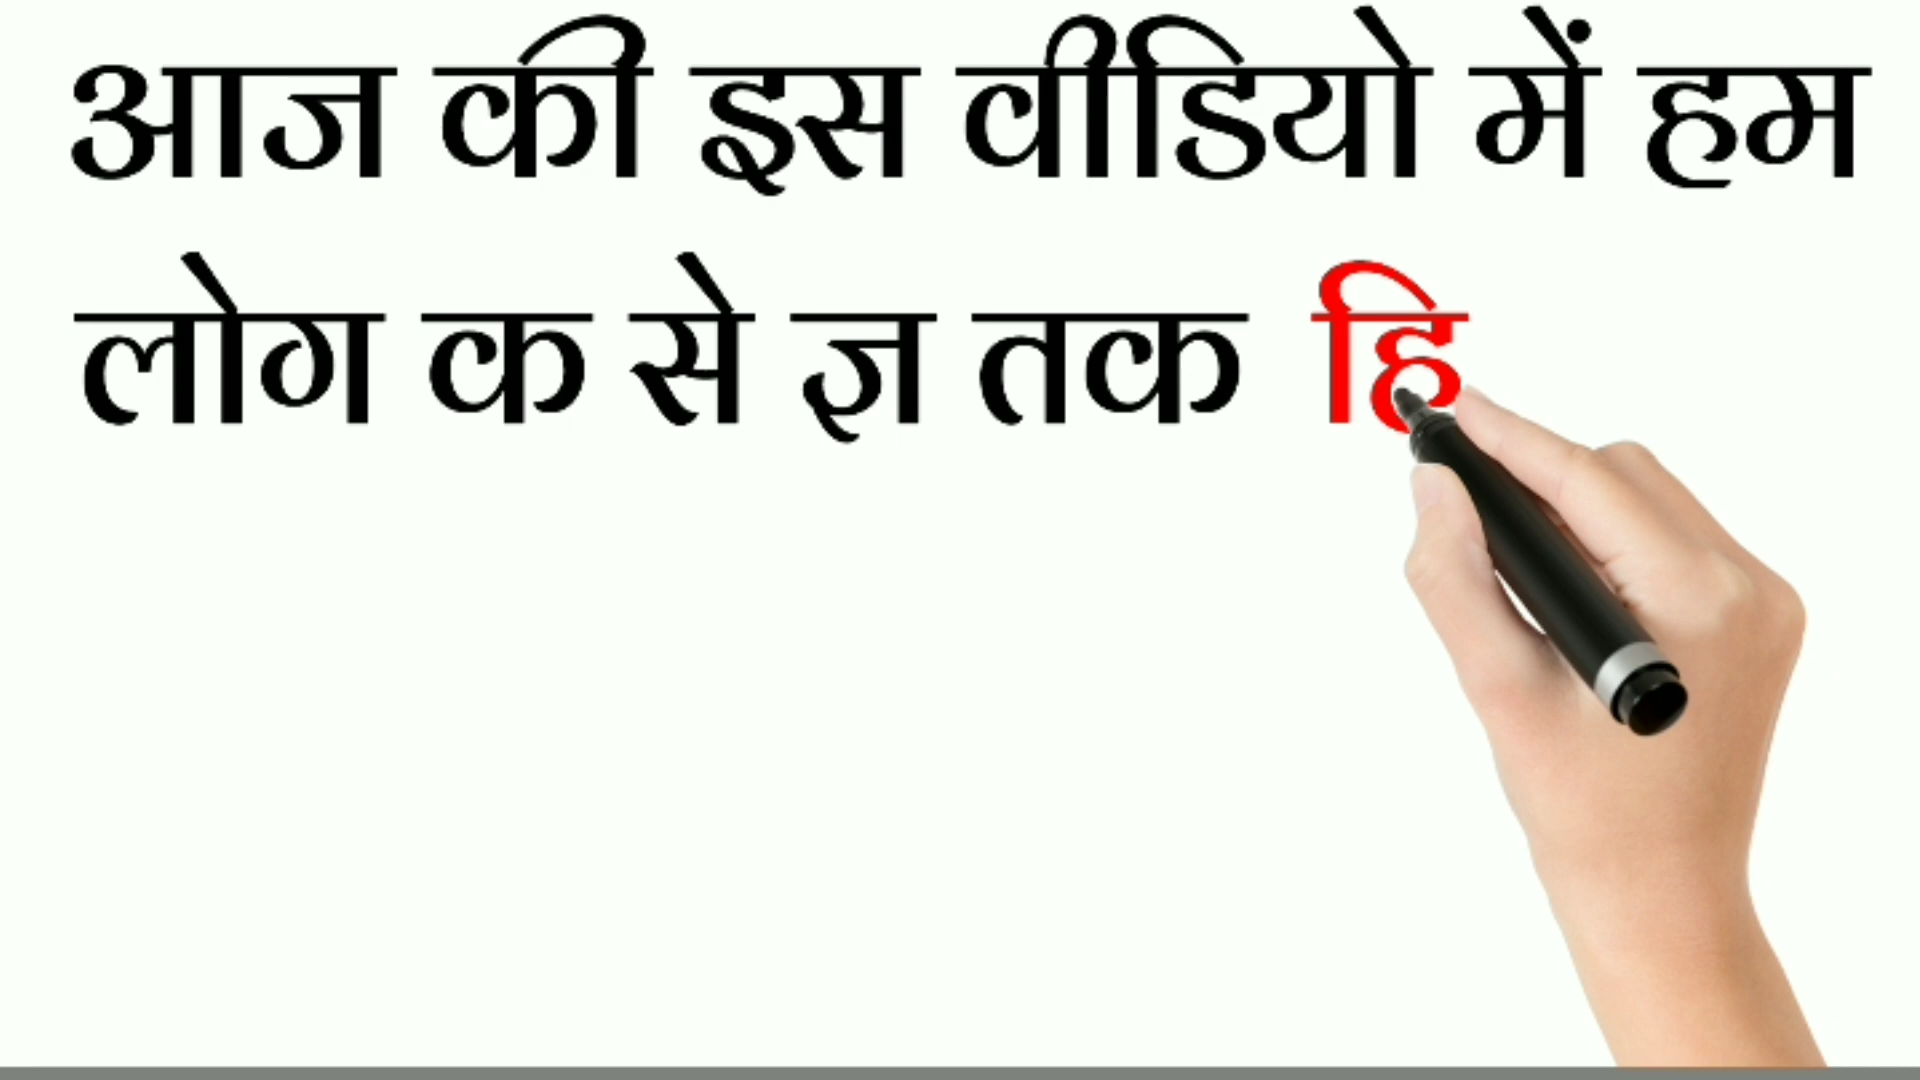 आज की इस वीडियो में हम
लोग क से ज्ञ तक हि